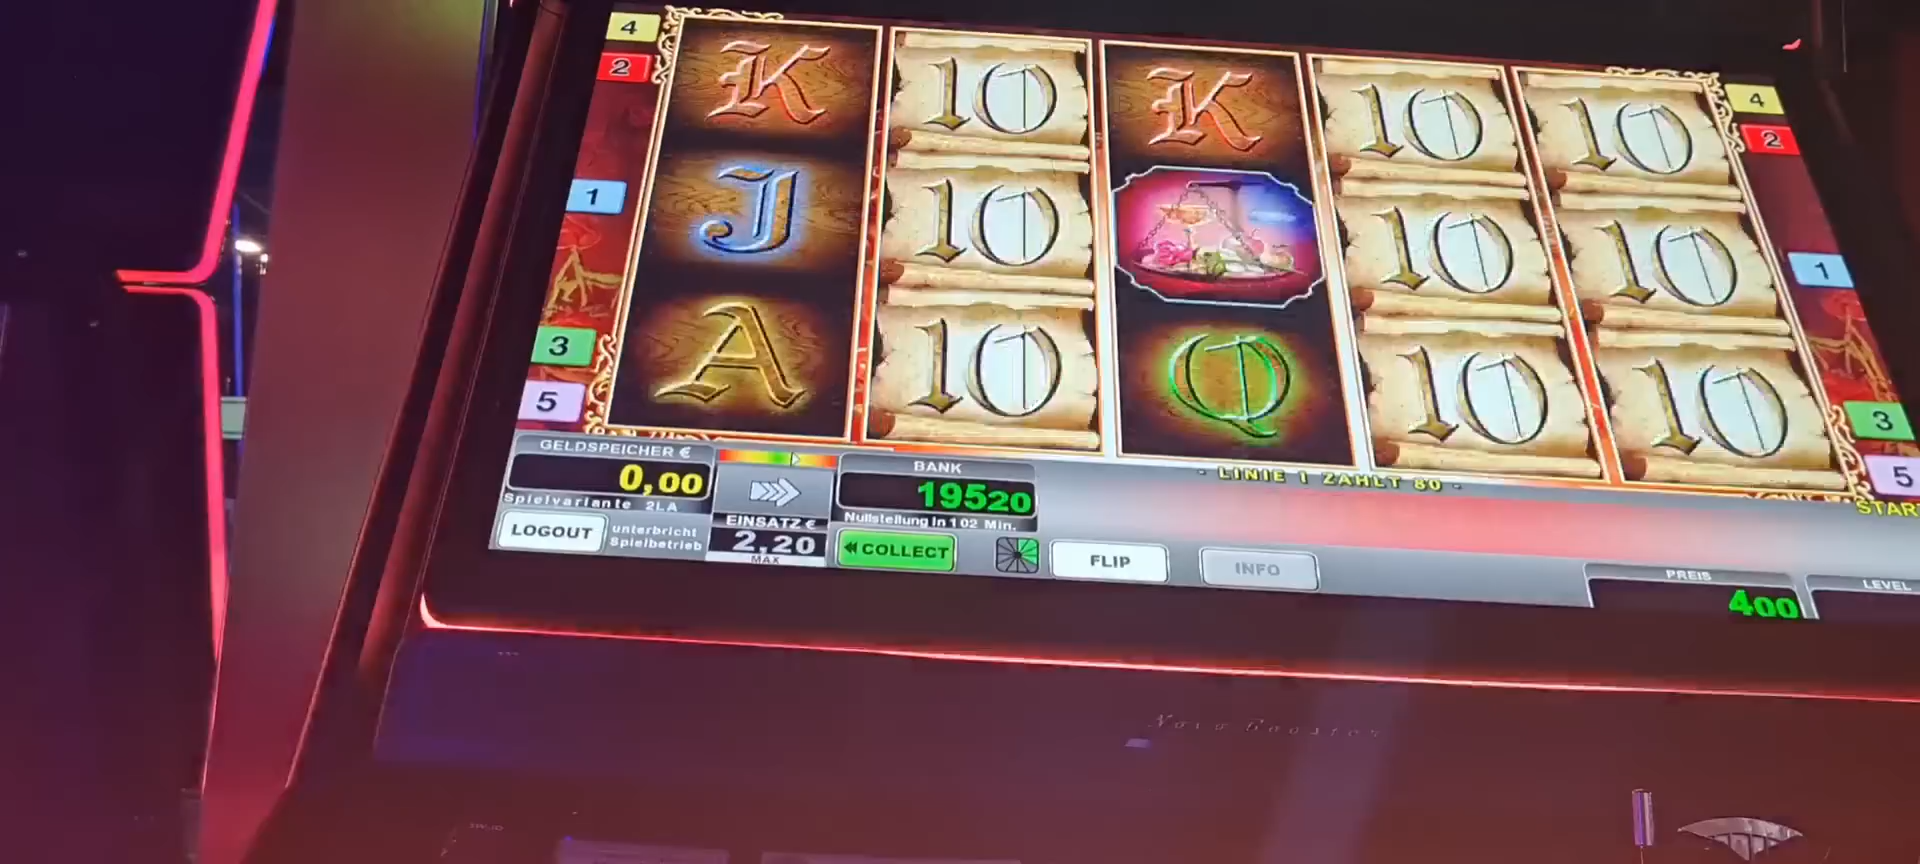 4
2
1
3
5
K 10 K 10 10
J 10 10 10
A 10 Q 10 10
4
2
1
3
5
GELDSPEICHER €
0,00
Spielvariante 2LA
LOGOUT
unterbricht
Spielbetrieb
EINSATZ €
2,20
MAX
BANK
19520
Nullstellung in 102 Min.
COLLECT
FLIP
INFO
- LINIE 1 ZAHLT 80 -
START
PREIS
400
LEVEL